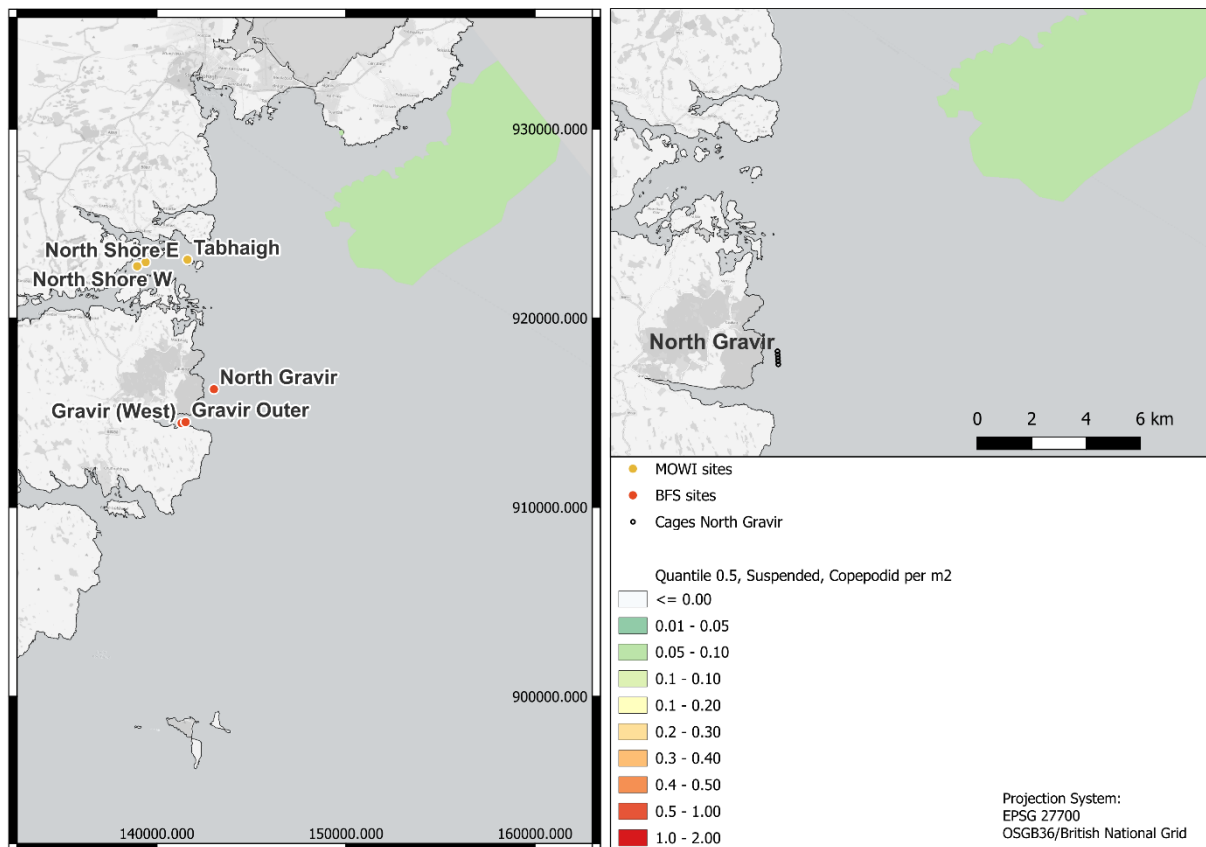 930000.000
North Shore E
Tabhaigh
North Shore W
920000.000
North Gravir
Gravir (West)
Gravir Outer
910000.000
900000.000
140000.000
150000.000
160000.000
North Gravir
0 2 4 6 km
MOWI sites
BFS sites
Cages North Gravir
Quantile 0.5, Suspended, Copepodid per m2
<= 0.00
0.01 - 0.05
0.05 - 0.10
0.1 - 0.10
0.1 - 0.20
0.2 - 0.30
0.3 - 0.40
0.4 - 0.50
0.5 - 1.00
1.0 - 2.00
Projection System:
EPSG 27700
OSGB36/British National Grid